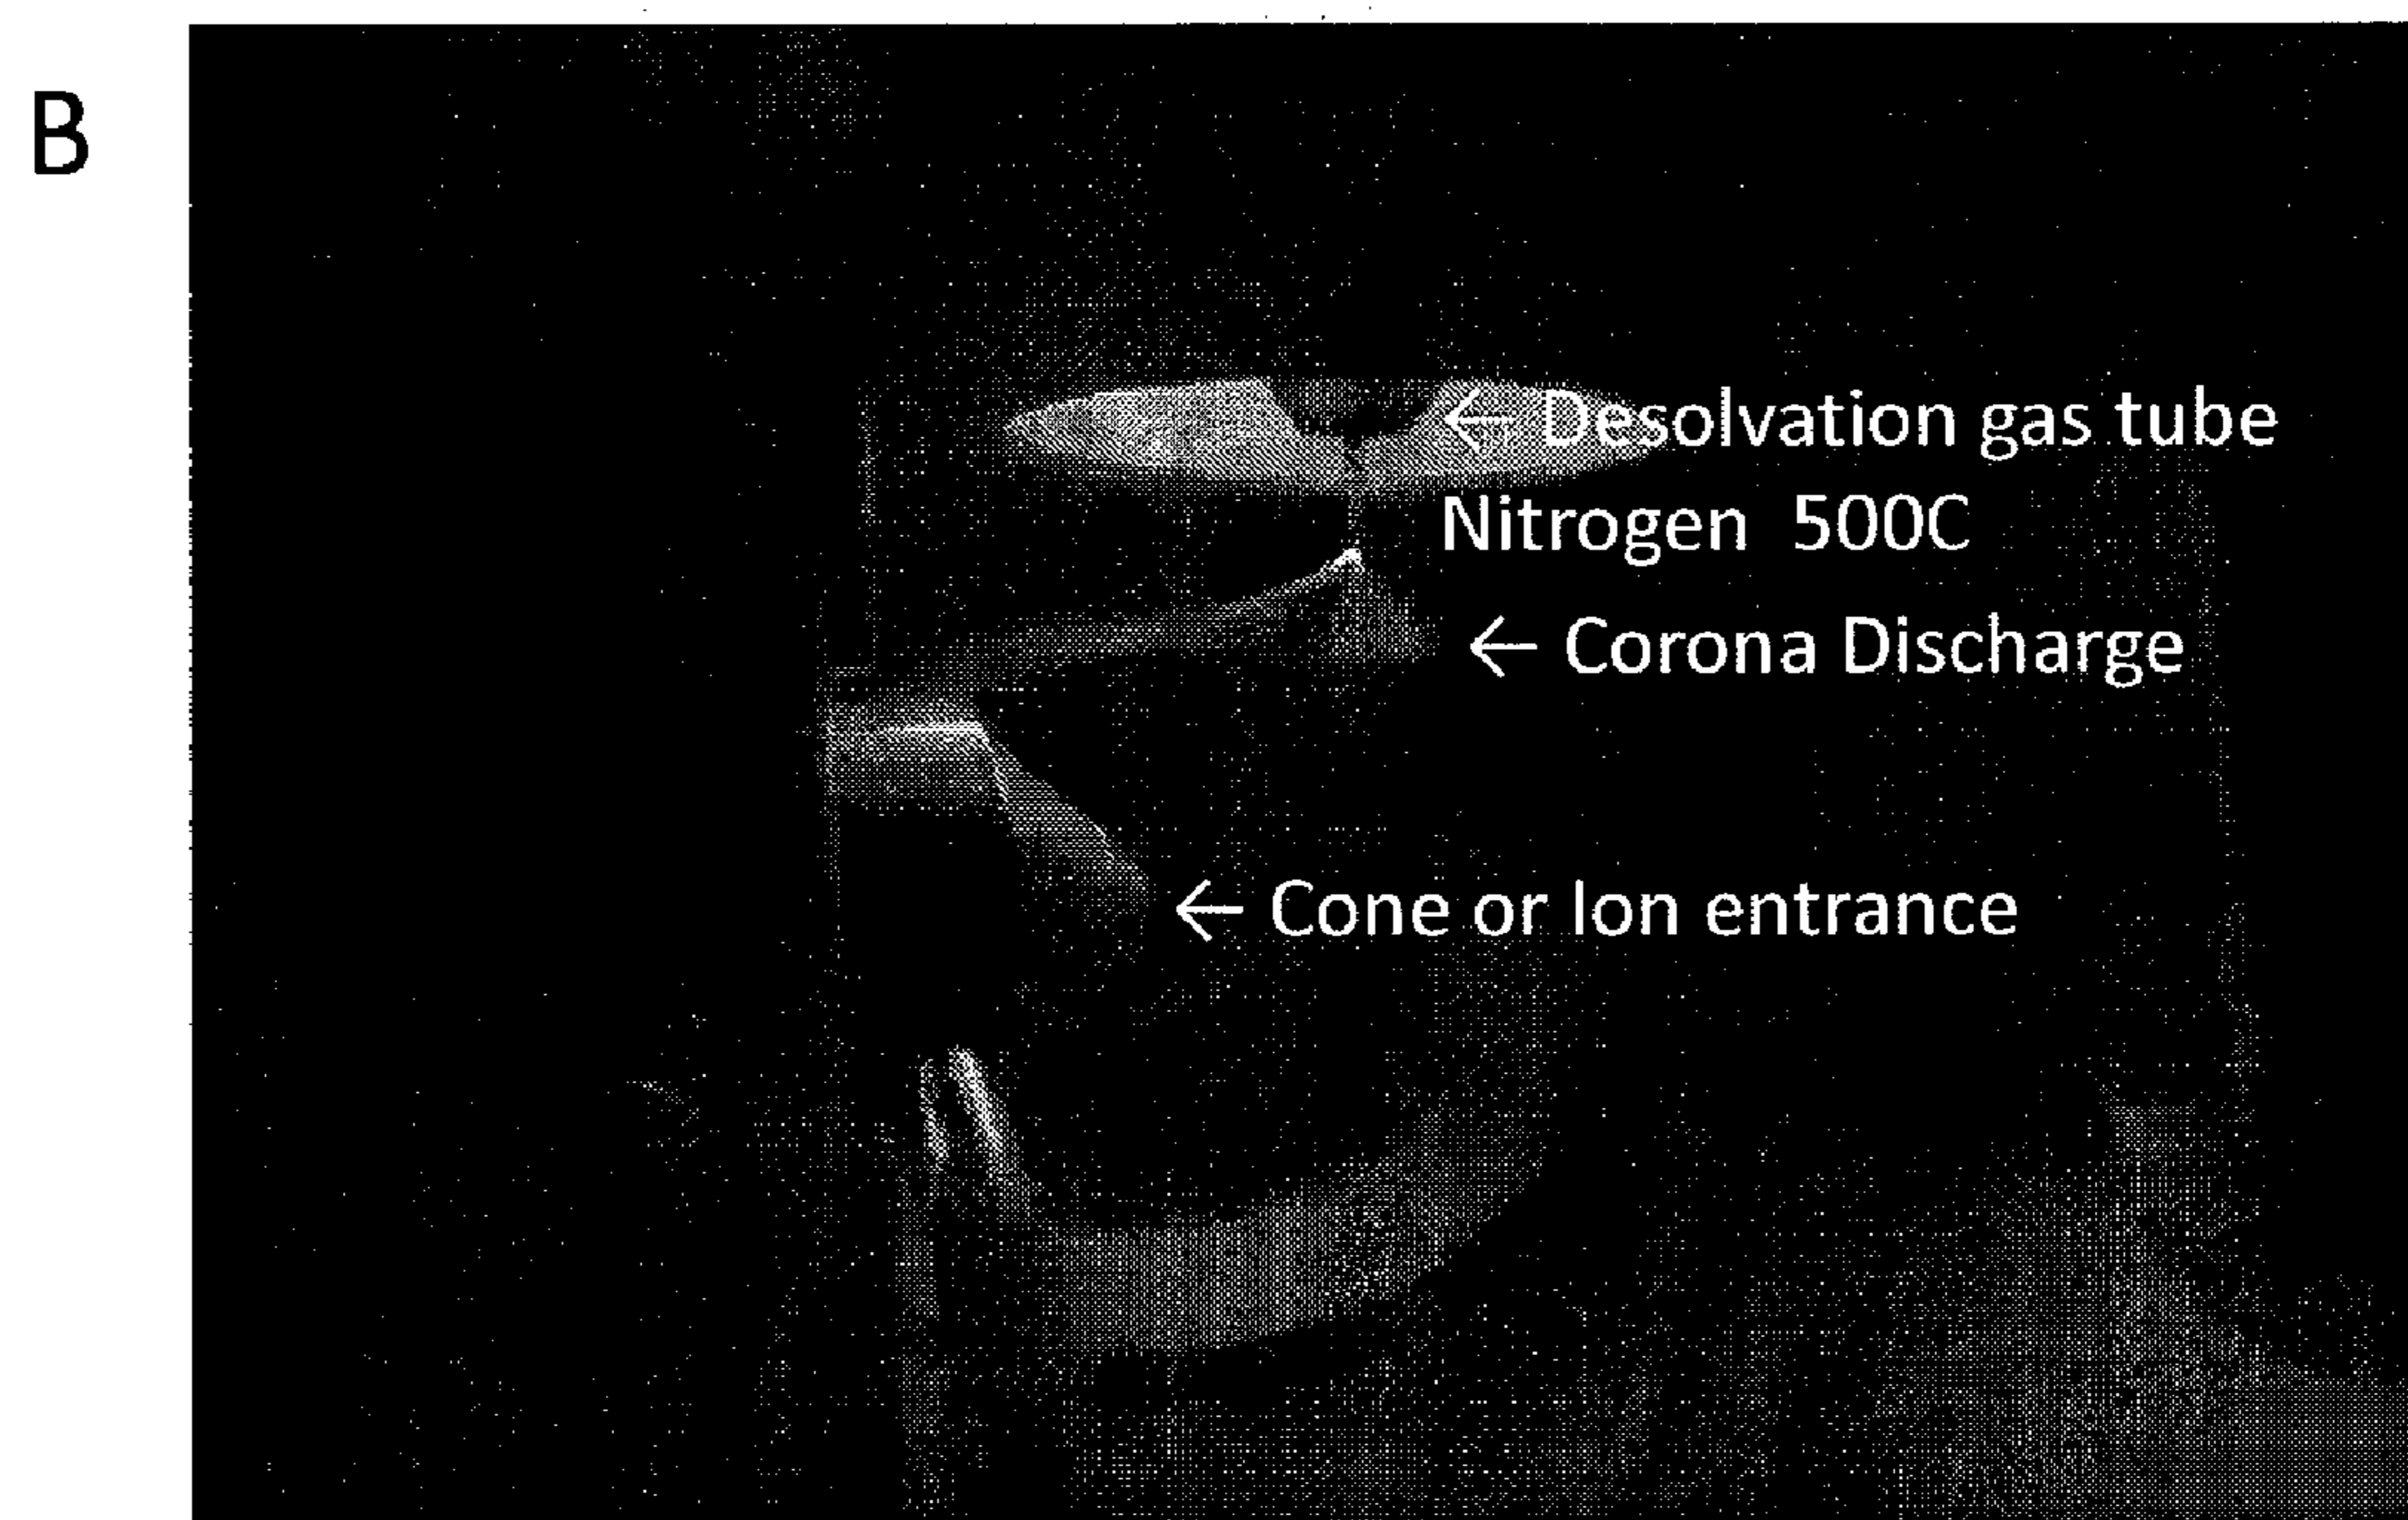 B
← Desolvation gas tube
Nitrogen 500C
← Corona Discharge
← Cone or Ion entrance